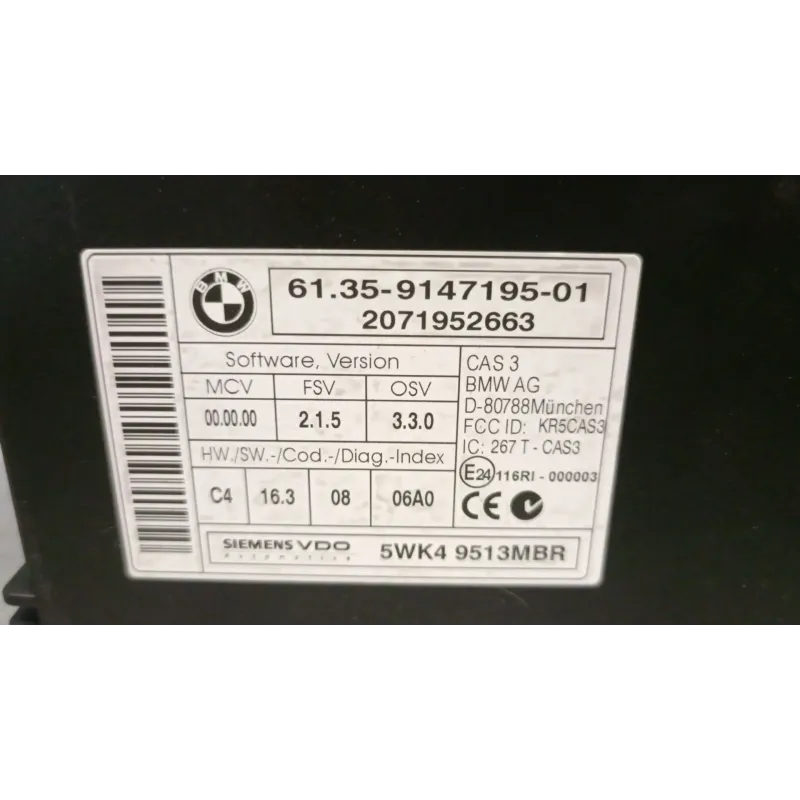 BMW
61.35-9147195-01
2071952663
Software, Version
MCV FSV OSV
00.00.00 2.1.5 3.3.0
HW./SW.-/Cod.-/Diag.-Index
C4 16.3 08 06A0
CAS 3
BMW AG
D-80788München
FCC ID: KR5CAS3
IC: 267 T - CAS3
E24 116RI - 000003
CE
SIEMENS VDO
Automotive
5WK4 9513MBR